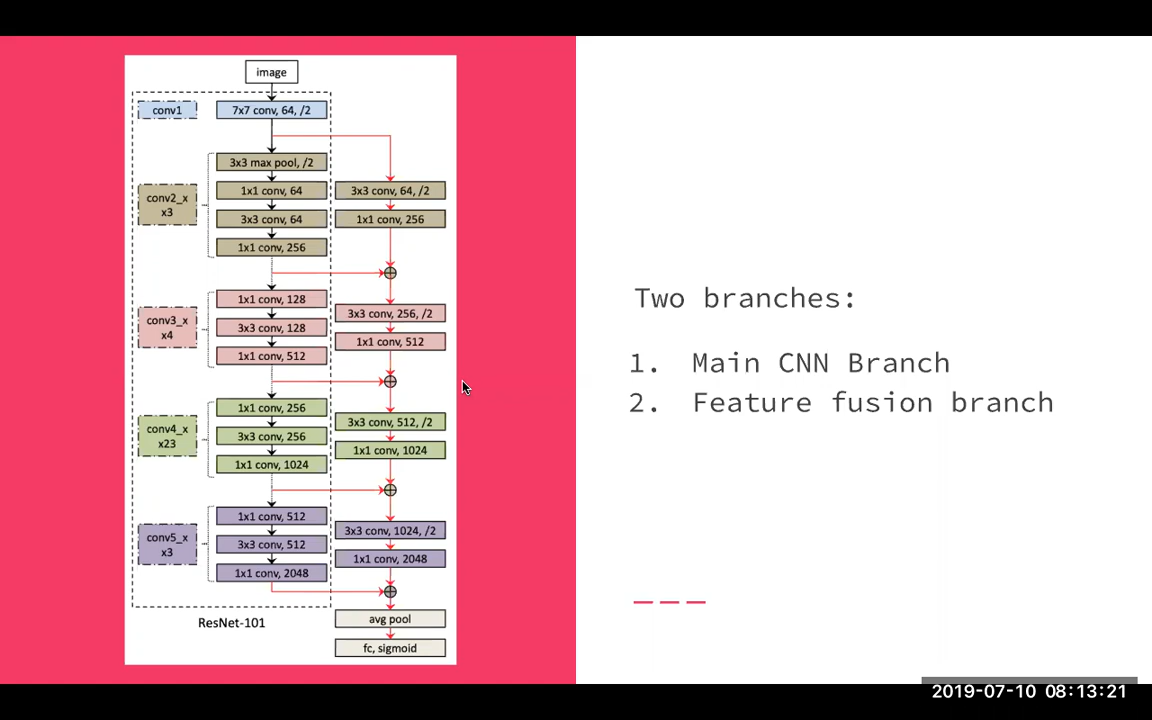 image
conv1
7x7 conv, 64, /2
3x3 max pool, /2
conv2_x
x3
1x1 conv, 64
3x3 conv, 64, /2
3x3 conv, 64
1x1 conv, 256
1x1 conv, 256
1x1 conv, 128
conv3_x
x4
3x3 conv, 256, /2
3x3 conv, 128
1x1 conv, 512
1x1 conv, 512
1x1 conv, 256
conv4_x
x23
3x3 conv, 512, /2
3x3 conv, 256
1x1 conv, 1024
1x1 conv, 1024
1x1 conv, 512
conv5_x
x3
3x3 conv, 1024, /2
3x3 conv, 512
1x1 conv, 2048
1x1 conv, 2048
ResNet-101
avg pool
fc, sigmoid
Two branches:
1. Main CNN Branch
2. Feature fusion branch
2019-07-10 08:13:21